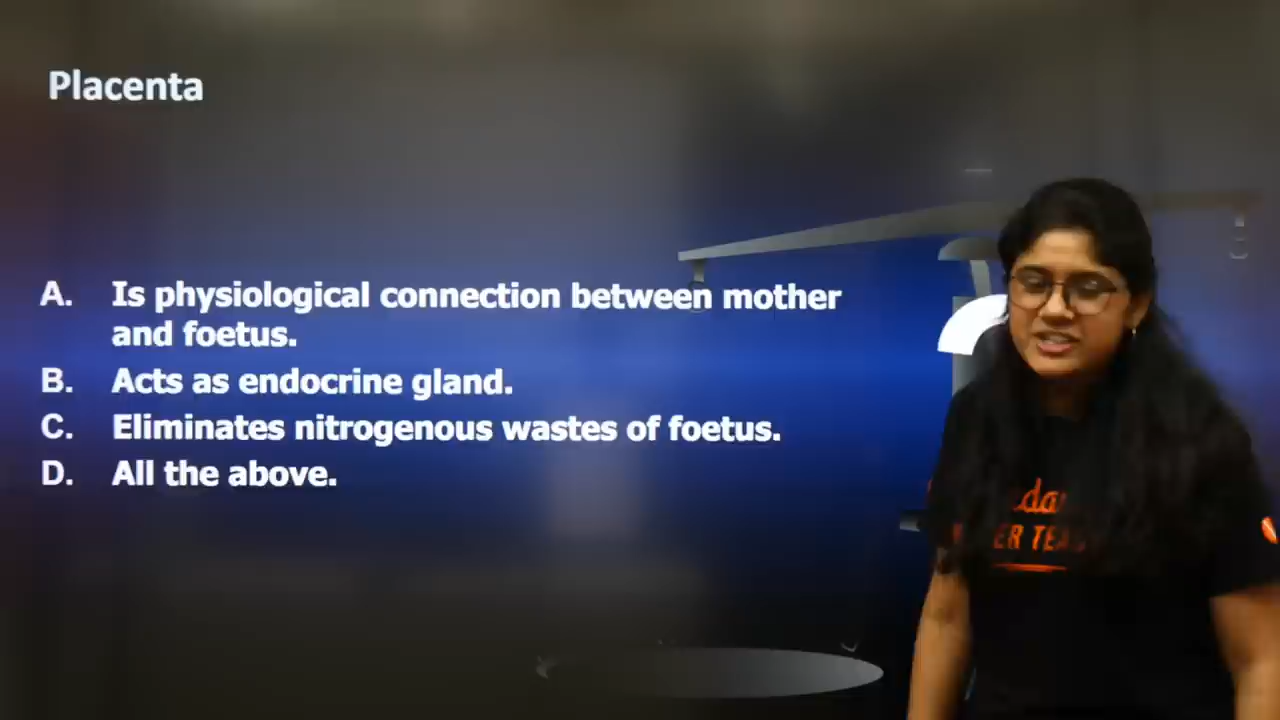 Placenta
A. Is physiological connection between mother
and foetus.
B. Acts as endocrine gland.
C. Eliminates nitrogenous wastes of foetus.
D. All the above.